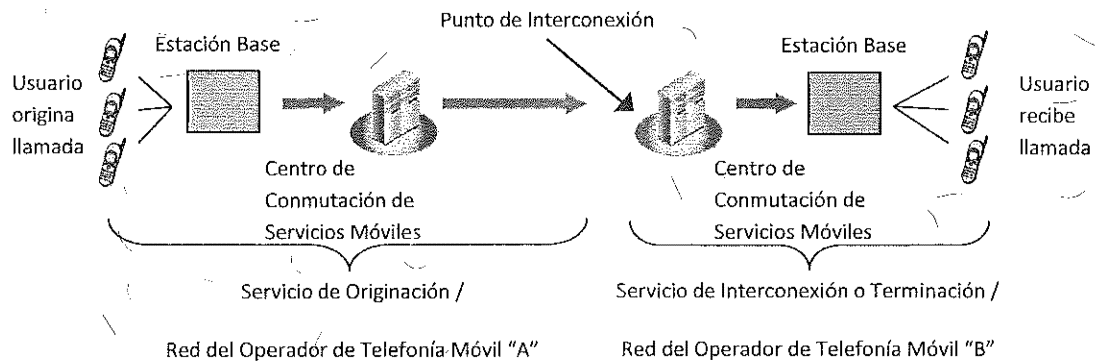 Punto de Interconexión
Estación Base
Estación Base
Usuario
origina
llamada
Usuario
recibe
llamada
Centro de
Conmutación de
Servicios Móviles
Centro de
Conmutación de
Servicios Móviles
Servicio de Originación /
Red del Operador de Telefonía Móvil “A”
Servicio de Interconexión o Terminación /
Red del Operador de Telefonía Móvil “B”